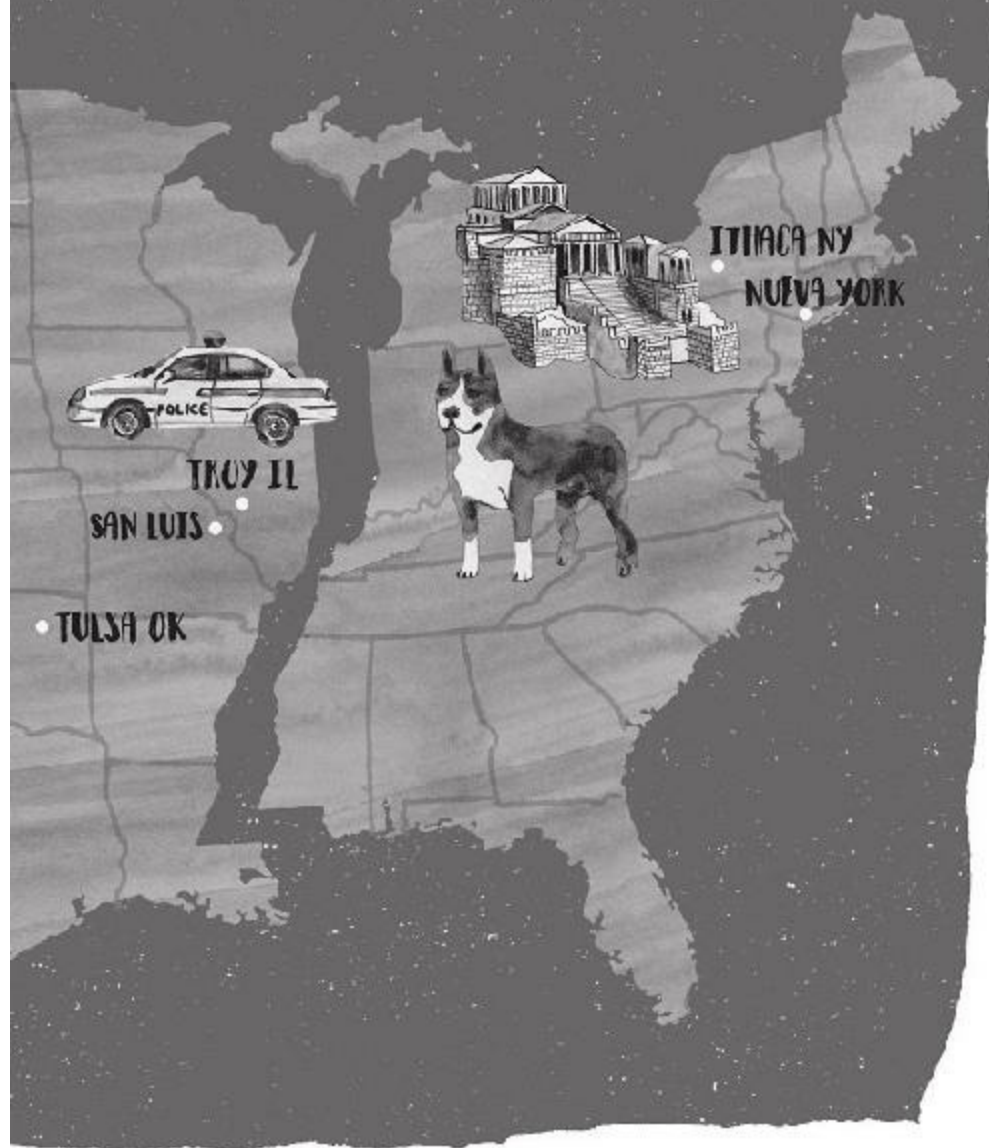 ITHACA NY
NUEVA YORK
POLICE
TROY IL
SAN LUIS
TULSA OK